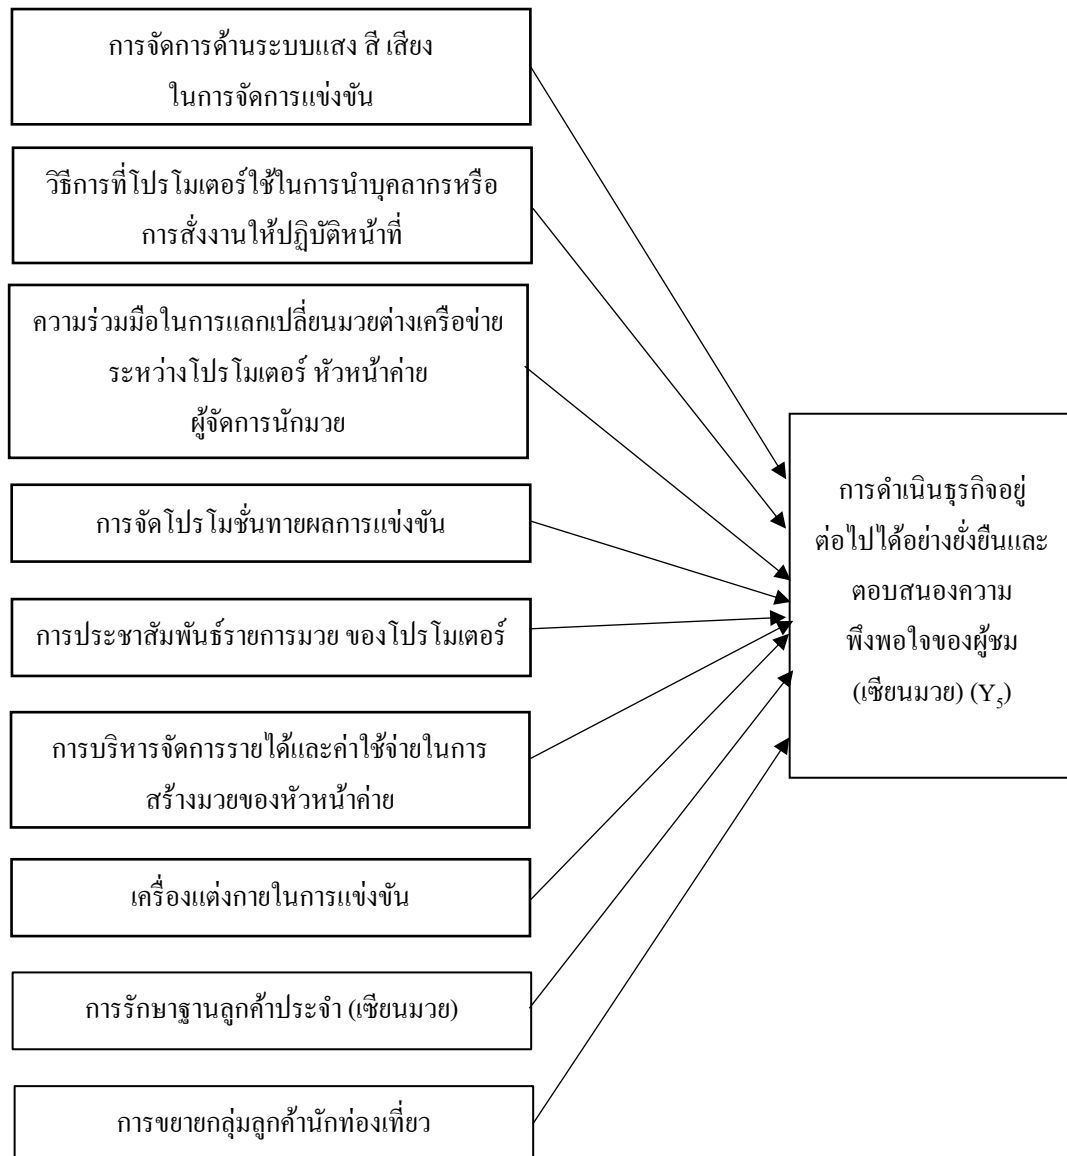 การจัดการด้านระบบแสง สี เสียง
ในการจัดการแข่งขัน
วิธีการที่โปรโมเตอร์ใช้ในการนำบุคลากรหรือ
การสั่งงานให้ปฏิบัติหน้าที่
ความร่วมมือในการแลกเปลี่ยนมวยต่างเครือข่าย
ระหว่างโปรโมเตอร์ หัวหน้าค่าย
ผู้จัดการนักมวย
การจัดโปรโมชั่นทายผลการแข่งขัน
การประชาสัมพันธ์รายการมวย ของโปรโมเตอร์
การบริหารจัดการรายได้และค่าใช้จ่ายในการ
สร้างมวยของหัวหน้าค่าย
เครื่องแต่งกายในการแข่งขัน
การรักษาฐานลูกค้าประจำ (เซียนมวย)
การขยายกลุ่มลูกค้านักท่องเที่ยว
การดำเนินธุรกิจอยู่
ต่อไปได้อย่างยั่งยืนและ
ตอบสนองความ
พึงพอใจของผู้ชม
(เซียนมวย) (Y₅)